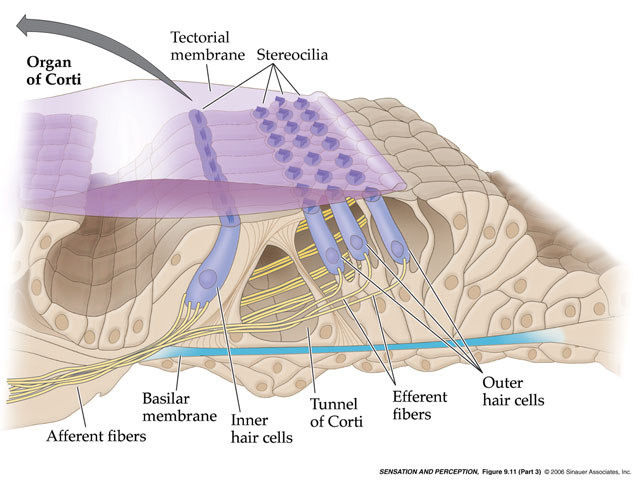 Organ
of Corti
Tectorial
membrane
Stereocilia
Basilar
membrane
Afferent fibers
Inner
hair cells
Tunnel
of Corti
Efferent
fibers
Outer
hair cells
SENSATION AND PERCEPTION, Figure 9.11 (Part 3) © 2006 Sinauer Associates, Inc.